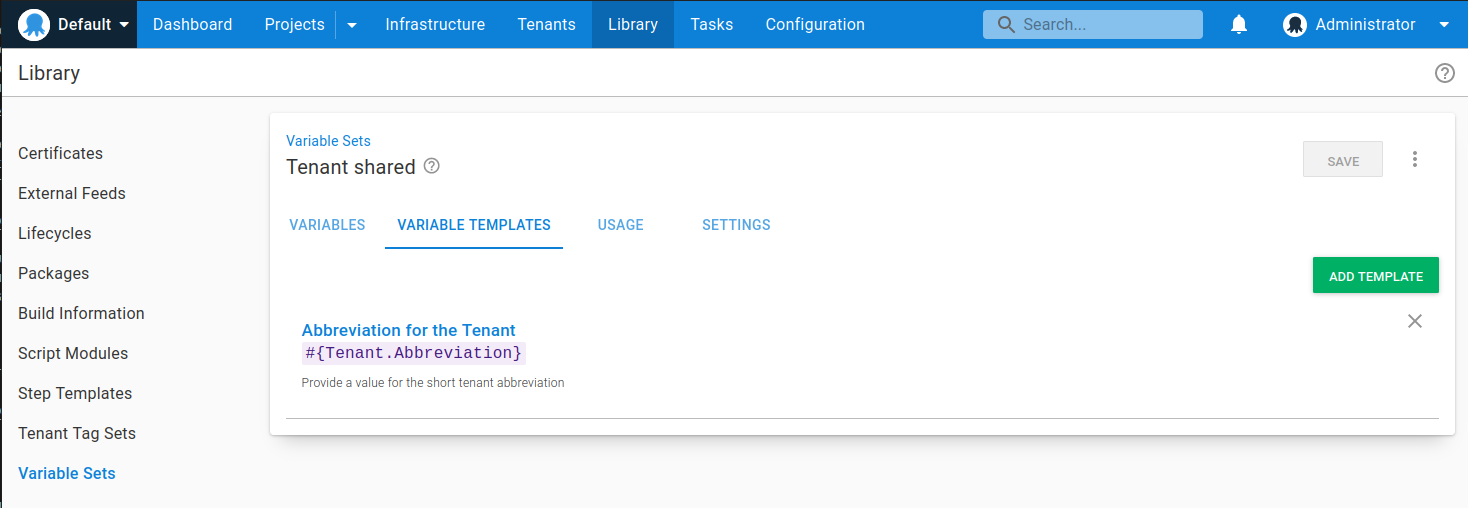 Default Dashboard Projects Infrastructure Tenants Library Tasks Configuration Search... Administrator
Library
Certificates
External Feeds
Lifecycles
Packages
Build Information
Script Modules
Step Templates
Tenant Tag Sets
Variable Sets
Variable Sets
Tenant shared
SAVE
VARIABLES VARIABLE TEMPLATES USAGE SETTINGS
ADD TEMPLATE
Abbreviation for the Tenant
#{Tenant.Abbreviation}
Provide a value for the short tenant abbreviation